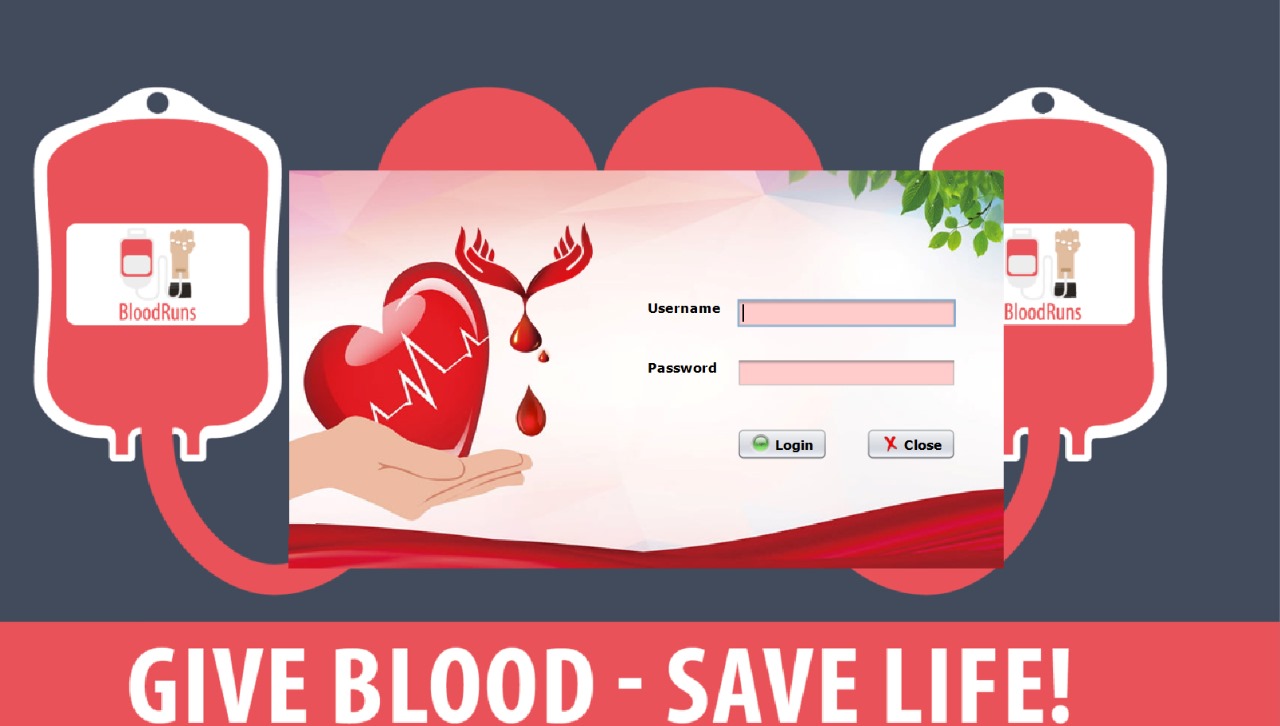 BloodRuns
BloodRuns
Username
Password
Login
Close
GIVE BLOOD - SAVE LIFE!